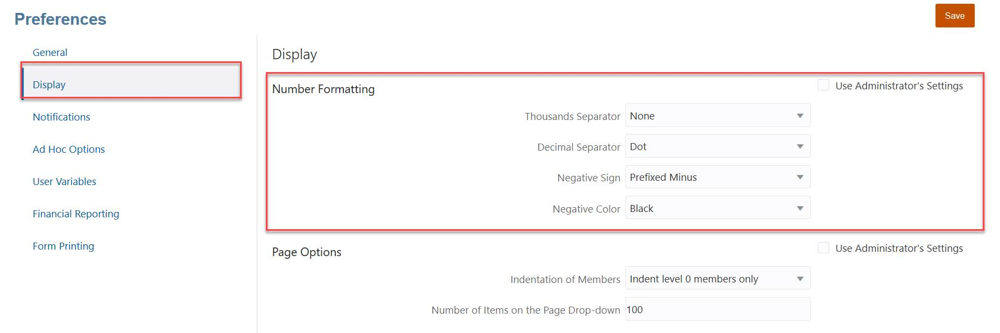 Preferences
Save
General
Display
Notifications
Ad Hoc Options
User Variables
Financial Reporting
Form Printing
Display
Number Formatting
Use Administrator's Settings
Thousands Separator None
Decimal Separator Dot
Negative Sign Prefixed Minus
Negative Color Black
Page Options
Use Administrator's Settings
Indentation of Members Indent level 0 members only
Number of Items on the Page Drop-down 100